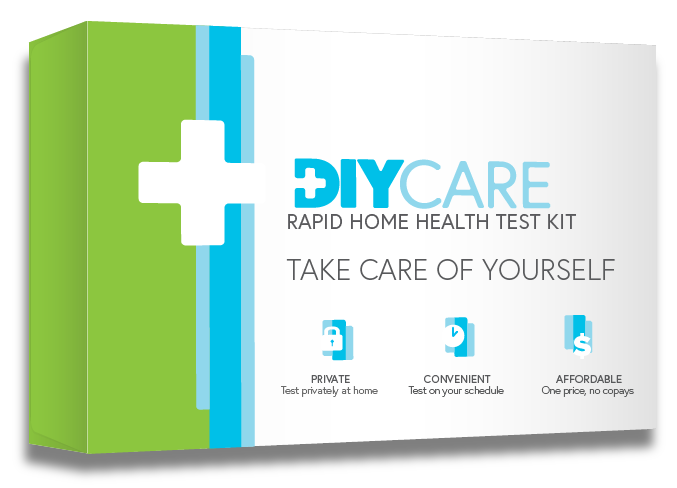 DIYCARE
RAPID HOME HEALTH TEST KIT
TAKE CARE OF YOURSELF
PRIVATE
Test privately at home
CONVENIENT
Test on your schedule
$
AFFORDABLE
One price, no copays